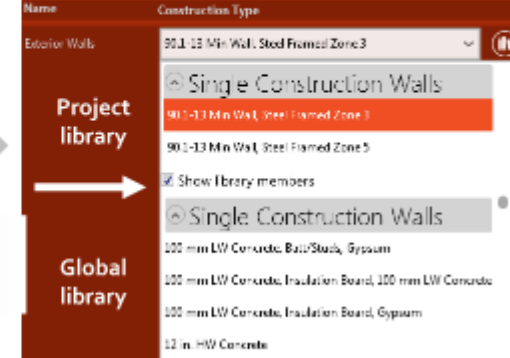 Name Construction Type
Exterior Walls 90.1-13 Min Wall, Steel Framed Zone 3
Single Construction Walls
Project
library
90.1-13 Min Wall, Steel Framed Zone 3
90.1-13 Min Wall, Steel Framed Zone 5
Show library members
Single Construction Walls
Global
library
100 mm LW Concrete, Batt/Studs, Gypsum
100 mm LW Concrete, Insulation Board, 100 mm LW Concrete
100 mm LW Concrete, Insulation Board, Gypsum
12 in. HW Concrete